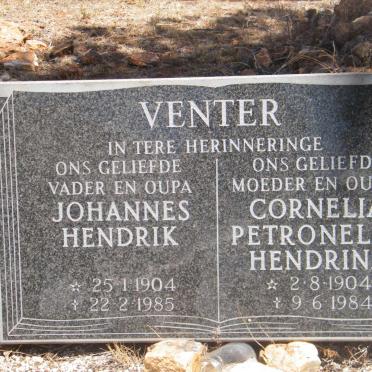 VENTER
IN TERE HERINNERINGE
ONS GELIEFDE
VADER EN OUPA
JOHANNES
HENDRIK
☆ 25·1·1904
✝ 22·2·1985
ONS GELIEFD
MOEDER EN OU
CORNELIA
PETRONEL
HENDRIN
☆ 2·8·1904
✝ 9·6·1984